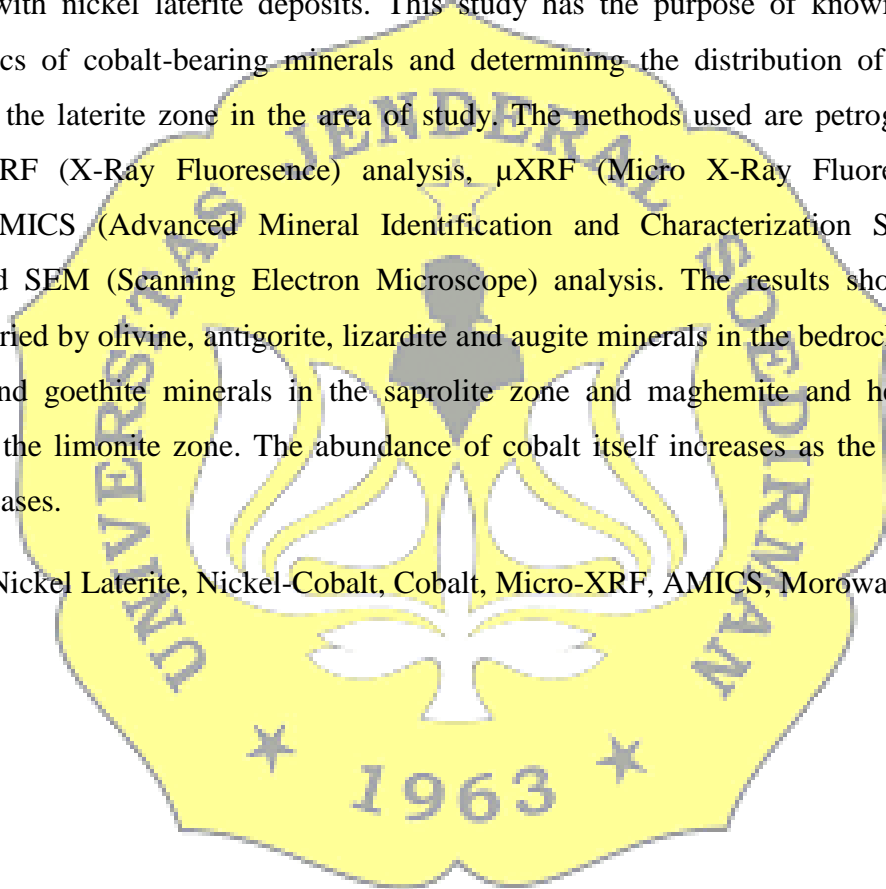 with nickel laterite deposits. This study has the purpose of know
cs of cobalt-bearing minerals and determining the distribution of
the laterite zone in the area of study. The methods used are petrog
RF (X-Ray Fluoresence) analysis, µXRF (Micro X-Ray Fluore
MICS (Advanced Mineral Identification and Characterization S
d SEM (Scanning Electron Microscope) analysis. The results sho
ried by olivine, antigorite, lizardite and augite minerals in the bedroc
nd goethite minerals in the saprolite zone and maghemite and h
the limonite zone. The abundance of cobalt itself increases as the
ases.
Nickel Laterite, Nickel-Cobalt, Cobalt, Micro-XRF, AMICS, Morowa
UNIVERSITAS JENDERAL SOEDIRMAN
1963